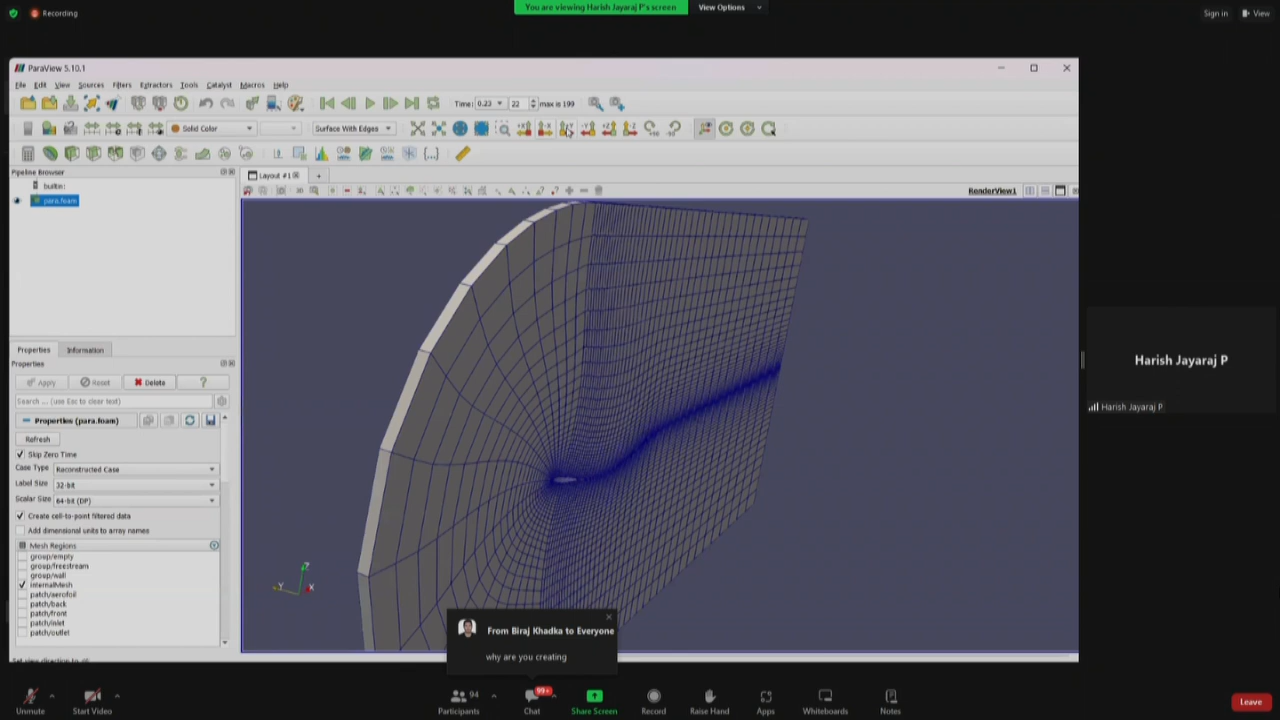 Recording
You are viewing Harish Jayaraj P's screen
View Options
Sign in
View
ParaView 5.10.1
File Edit View Sources Filters Extractors Tools Catalyst Macros Help
Time: 0.23 22 max is 199
Solid Color
Surface With Edges
Pipeline Browser
Layout #1
builtin:
RenderView1
para.foam
Properties Information
Properties
Apply Reset Delete ?
Search ... (use Esc to clear text)
Properties (para.foam)
Refresh
Skip Zero Time
Case Type Reconstructed Case
Label Size 32-bit
Scalar Size 64-bit (DP)
Create cell-to-point filtered data
Add dimensional units to array names
Mesh Regions
group/empty
group/freestream
group/wall
internalMesh
patch/aerofoil
patch/back
patch/front
patch/inlet
patch/outlet
Z
Y
X
Harish Jayaraj P
Harish Jayaraj P
From Biraj Khadka to Everyone
why are you creating
Unmute
Start Video
94
Participants
99+
Chat
Share Screen
Record
Raise Hand
Apps
Whiteboards
Notes
Leave